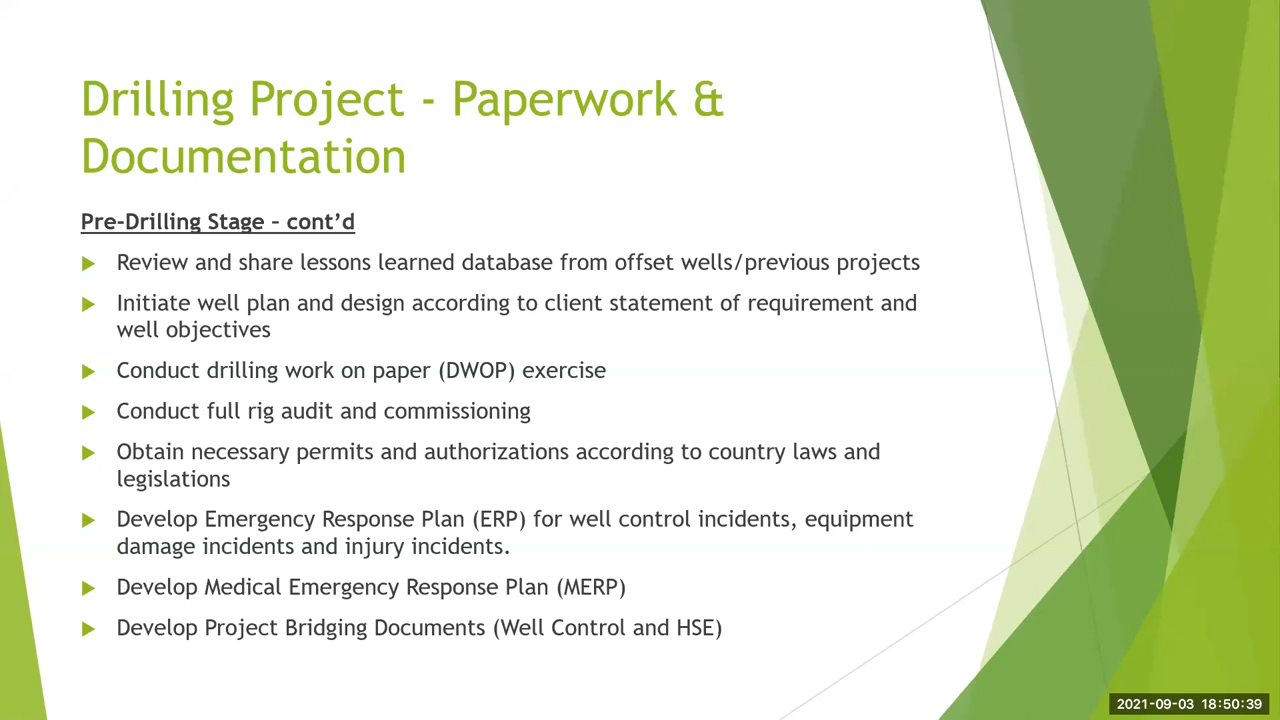 Drilling Project - Paperwork &
Documentation
Pre-Drilling Stage – cont’d
Review and share lessons learned database from offset wells/previous projects
Initiate well plan and design according to client statement of requirement and
well objectives
Conduct drilling work on paper (DWOP) exercise
Conduct full rig audit and commissioning
Obtain necessary permits and authorizations according to country laws and
legislations
Develop Emergency Response Plan (ERP) for well control incidents, equipment
damage incidents and injury incidents.
Develop Medical Emergency Response Plan (MERP)
Develop Project Bridging Documents (Well Control and HSE)
2021-09-03 18:50:39